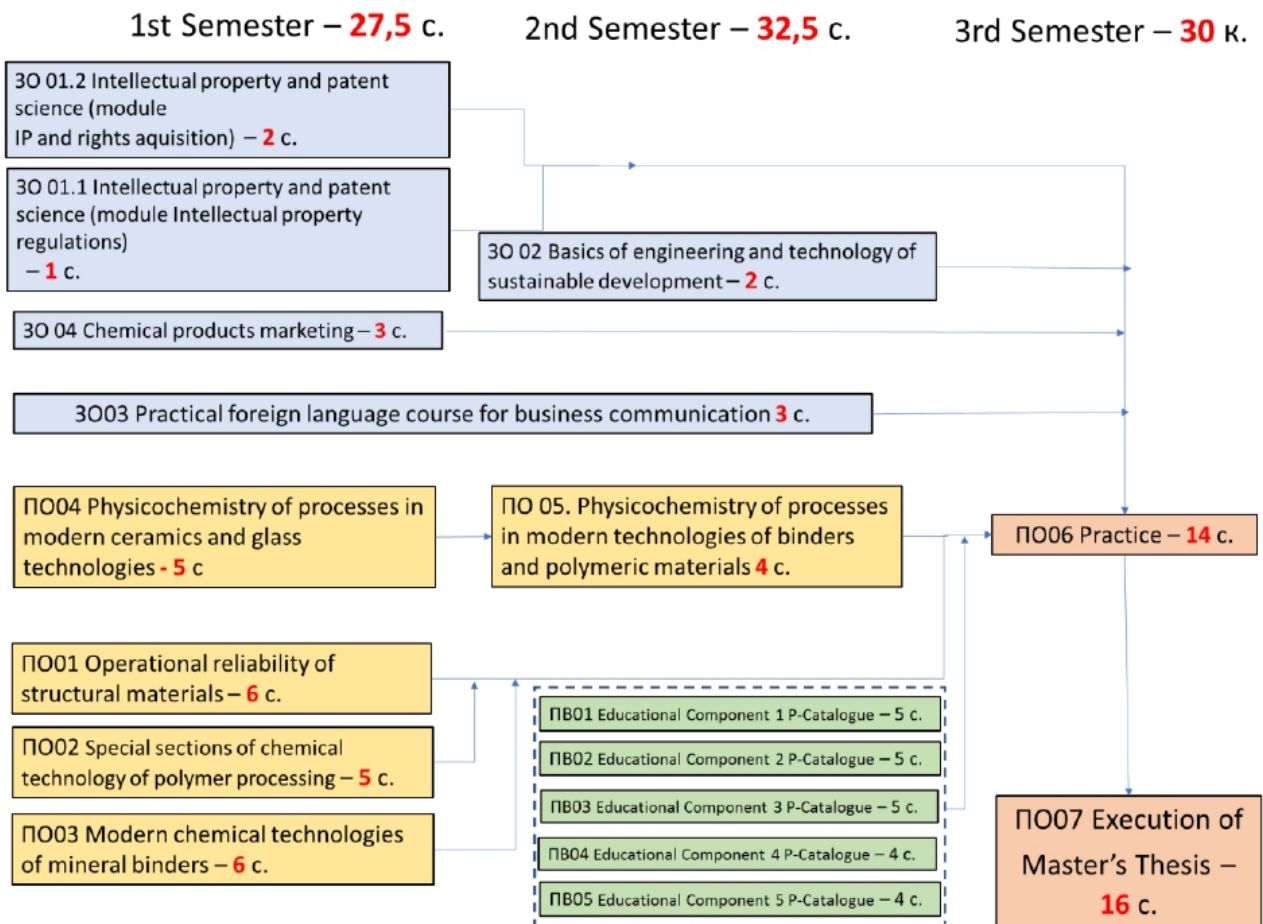 1st Semester – 27,5 с.
2nd Semester – 32,5 с.
3rd Semester – 30 к.
ЗО 01.2 Intellectual property and patent
science (module
IP and rights aquisition) – 2 с.
ЗО 01.1 Intellectual property and patent
science (module Intellectual property
regulations)
– 1 с.
ЗО 02 Basics of engineering and technology of
sustainable development – 2 с.
ЗО 04 Chemical products marketing – 3 с.
ЗО03 Practical foreign language course for business communication 3 с.
ПО04 Physicochemistry of processes in
modern ceramics and glass
technologies - 5 с
ПО 05. Physicochemistry of processes
in modern technologies of binders
and polymeric materials 4 с.
ПО06 Practice – 14 с.
ПО01 Operational reliability of
structural materials – 6 с.
ПО02 Special sections of chemical
technology of polymer processing – 5 с.
ПО03 Modern chemical technologies
of mineral binders – 6 с.
ПВ01 Educational Component 1 P-Catalogue – 5 с.
ПВ02 Educational Component 2 P-Catalogue – 5 с.
ПВ03 Educational Component 3 P-Catalogue – 5 с.
ПВ04 Educational Component 4 P-Catalogue – 4 с.
ПВ05 Educational Component 5 P-Catalogue – 4 с.
ПО07 Execution of
Master's Thesis –
16 с.